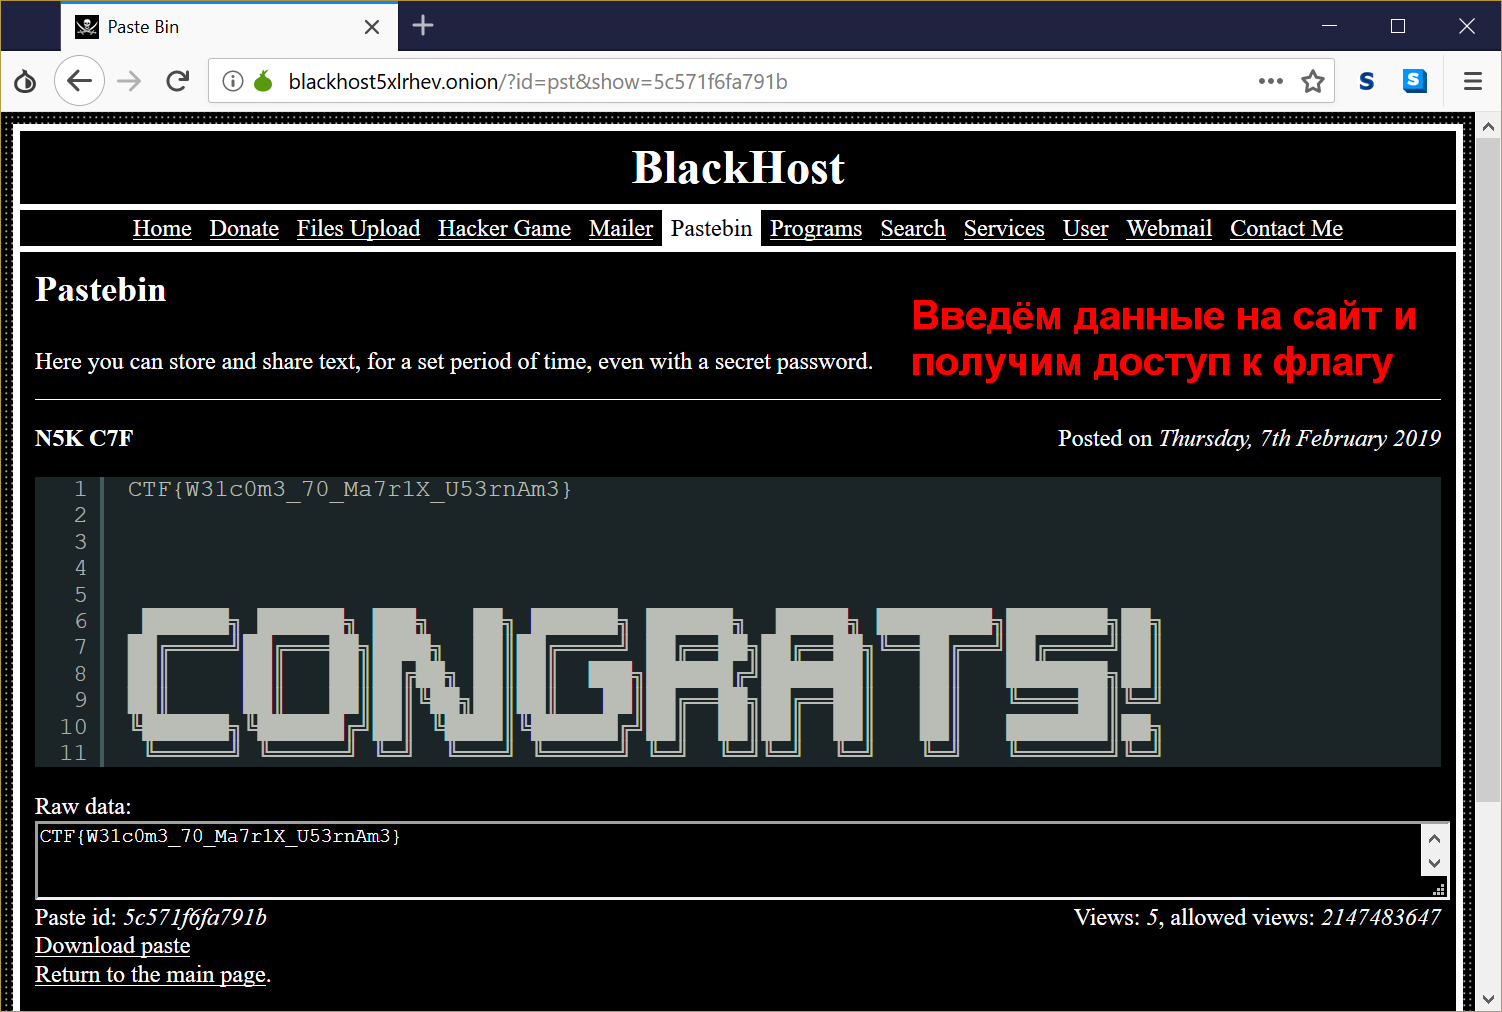 Paste Bin
blackhost5xlrhev.onion/?id=pst&show=5c571f6fa791b
BlackHost
Home Donate Files Upload Hacker Game Mailer Pastebin Programs Search Services User Webmail Contact Me
Pastebin
Введём данные на сайт и
получим доступ к флагу
Here you can store and share text, for a set period of time, even with a secret password.
N5K C7F Posted on Thursday, 7th February 2019
1 CTF{W31c0m3_70_Ma7r1X_U53rnAm3}
2
3
4
5
6
7
8
9
10
11
CONGRATS!
Raw data:
CTF{W31c0m3_70_Ma7r1X_U53rnAm3}
Paste id: 5c571f6fa791b Views: 5, allowed views: 2147483647
Download paste
Return to the main page.